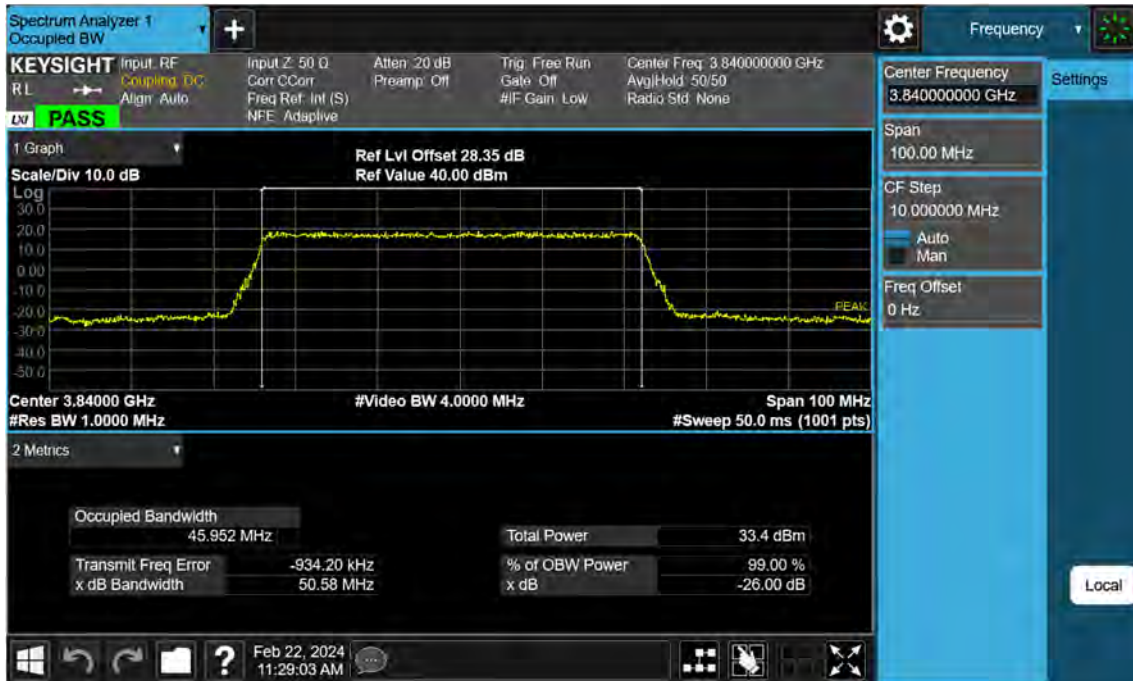 Spectrum Analyzer 1
Occupied BW
+
Frequency
KEYSIGHT
RL
LXI
PASS
Input: RF
Coupling: DC
Align: Auto
Input Z: 50 Ω
Corr CCorr
Freq Ref: Int (S)
NFE: Adaptive
Atten: 20 dB
Preamp: Off
Trig: Free Run
Gate: Off
#IF Gain: Low
Center Freq: 3.840000000 GHz
Avg|Hold: 50/50
Radio Std: None
Center Frequency
3.840000000 GHz
Settings
Span
100.00 MHz
CF Step
10.000000 MHz
Auto
Man
Freq Offset
0 Hz
Local
1 Graph
Scale/Div 10.0 dB
Ref Lvl Offset 28.35 dB
Ref Value 40.00 dBm
Log
30.0
20.0
10.0
0.00
-10.0
-20.0
-30.0
-40.0
-50.0
PEAK
Center 3.84000 GHz
#Video BW 4.0000 MHz
Span 100 MHz
#Res BW 1.0000 MHz
#Sweep 50.0 ms (1001 pts)
2 Metrics
Occupied Bandwidth
45.952 MHz
Total Power 33.4 dBm
Transmit Freq Error -934.20 kHz
% of OBW Power 99.00 %
x dB Bandwidth 50.58 MHz
x dB -26.00 dB
?
Feb 22, 2024
11:29:03 AM